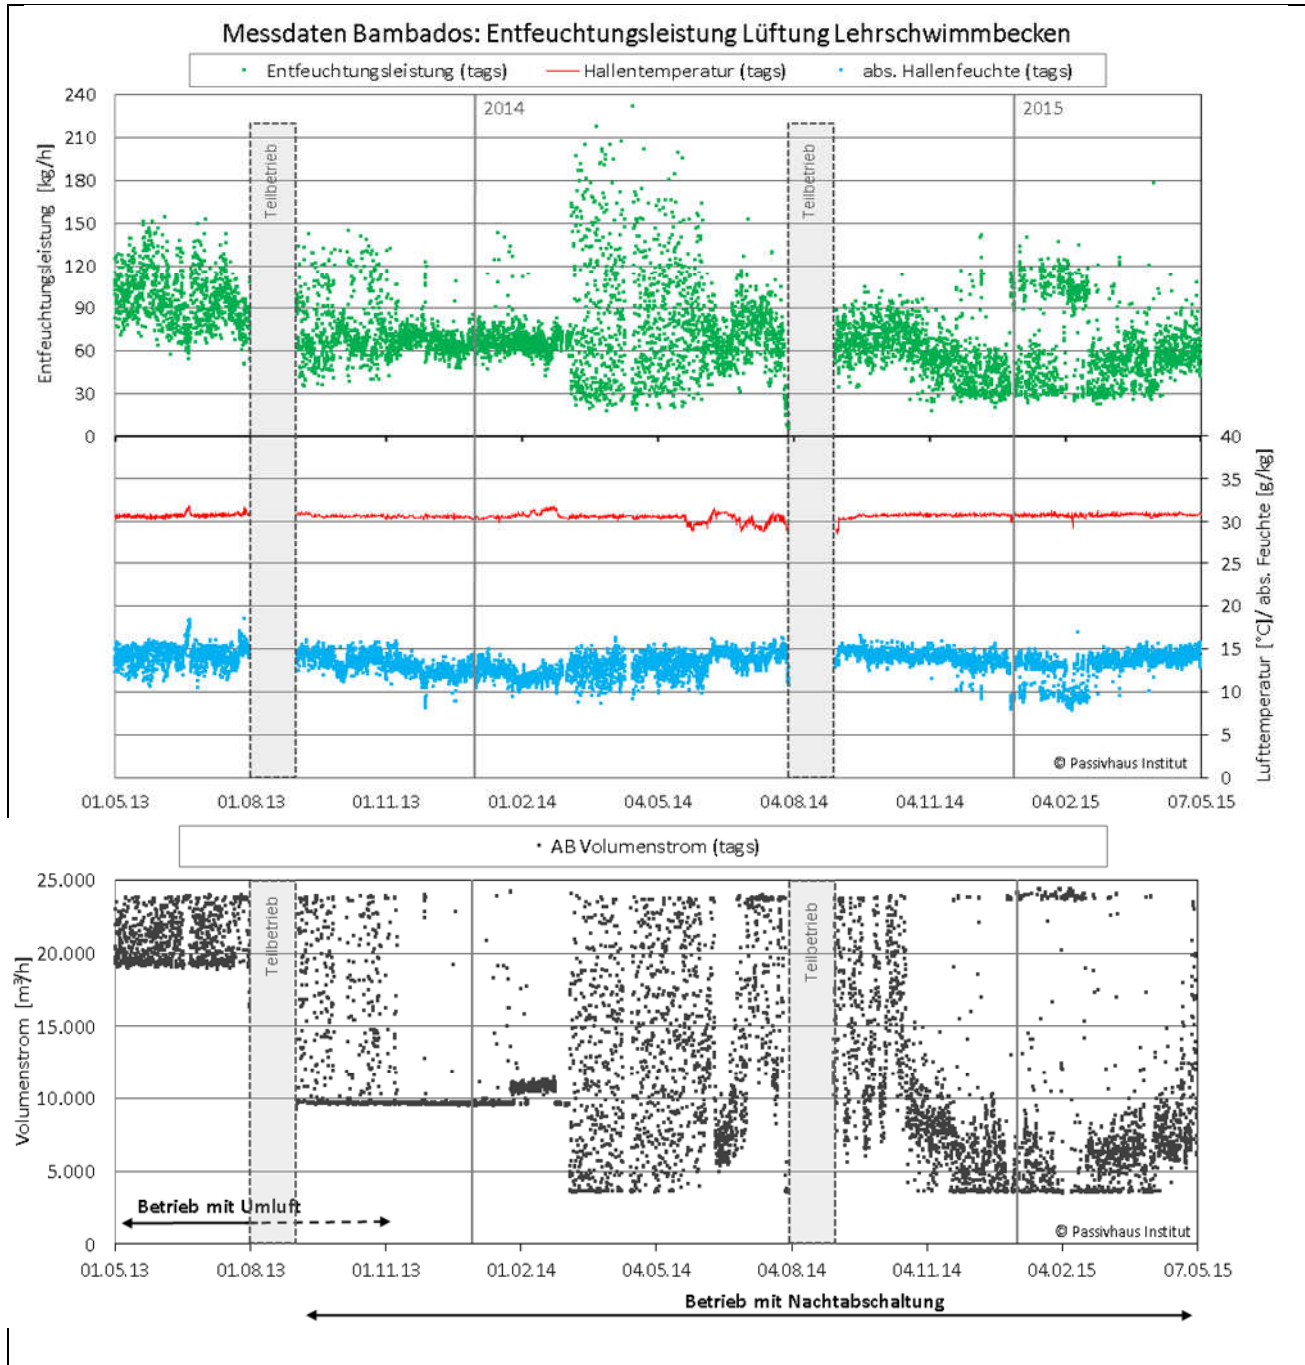 Messdaten Bambados: Entfeuchtungsleistung Lüftung Lehrschwimmbecken
Entfeuchtungsleistung (tags) Hallentemperatur (tags) abs. Hallenfeuchte (tags)
Entfeuchtungsleistung [kg/h]
240
210
180
150
120
90
60
30
0
2014
2015
Teilbetrieb
Teilbetrieb
40
35
30
25
20
15
10
5
0
Lufttemperatur [°C]/ abs. Feuchte [g/kg]
© Passivhaus Institut
01.05.13 01.08.13 01.11.13 01.02.14 04.05.14 04.08.14 04.11.14 04.02.15 07.05.15
AB Volumenstrom (tags)
Volumenstrom [m³/h]
25.000
20.000
15.000
10.000
5.000
0
Teilbetrieb
Teilbetrieb
Betrieb mit Umluft
© Passivhaus Institut
01.05.13 01.08.13 01.11.13 01.02.14 04.05.14 04.08.14 04.11.14 04.02.15 07.05.15
Betrieb mit Nachtabschaltung